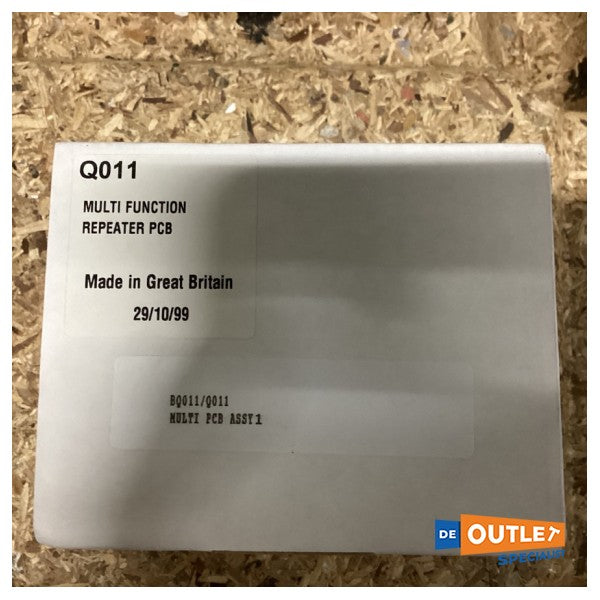 Q011
MULTI FUNCTION
REPEATER PCB
Made in Great Britain
29/10/99
BQ011/Q011
MULTI PCB ASSY1
DE OUTLET
SPECIALIST